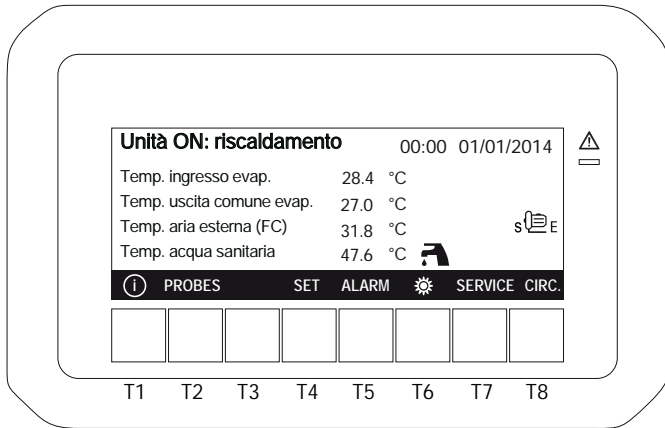 Unità ON: riscaldamento 00:00 01/01/2014
Temp. ingresso evap. 28.4 °C
Temp. uscita comune evap. 27.0 °C
Temp. aria esterna (FC) 31.8 °C
S E
Temp. acqua sanitaria 47.6 °C
i PROBES SET ALARM SERVICE CIRC.
T1 T2 T3 T4 T5 T6 T7 T8